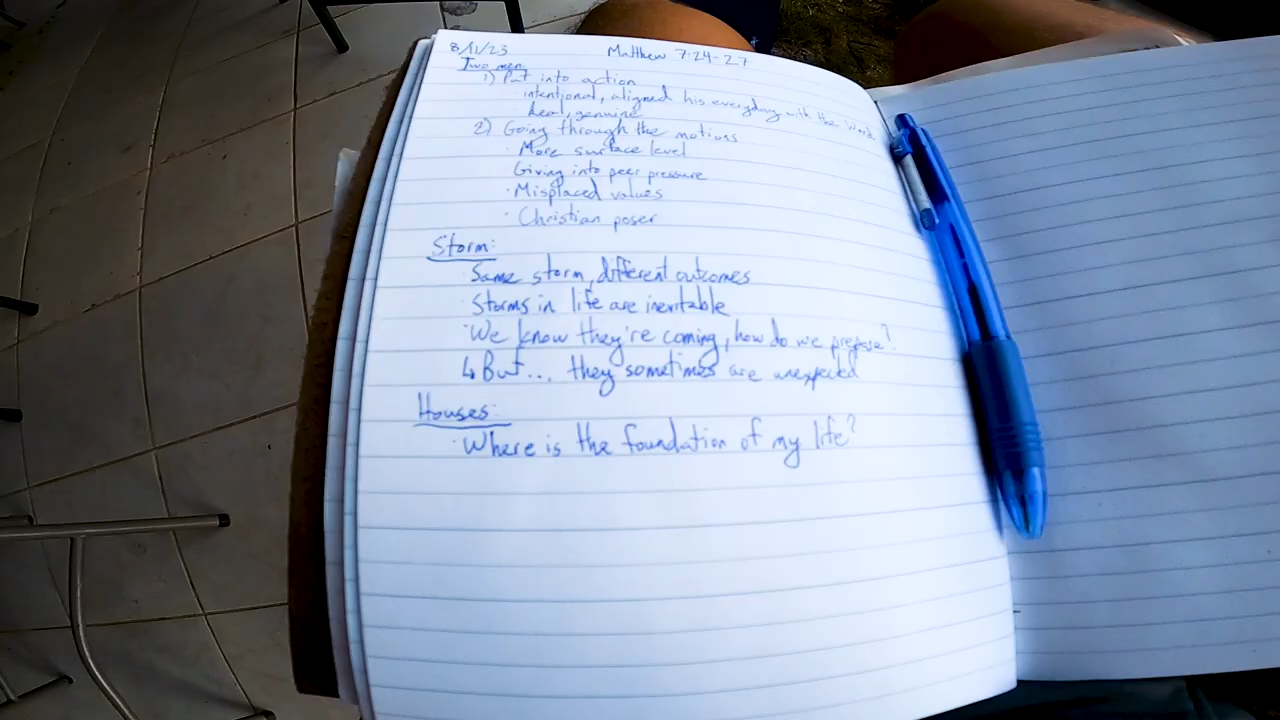 8/11/23 Matthew 7:24-27
Two men
1) Put into action
intentional, aligned his everyday with the Word.
· Real, genuine
2) Going through the motions
· More surface level
Giving into peer pressure
· Misplaced values
· Christian poser
Storm:
· Same storm, different outcomes
· Storms in life are inevitable
· We know they're coming, how do we prepare?
↳ But... they sometimes are unexpected
Houses:
· Where is the foundation of my life?